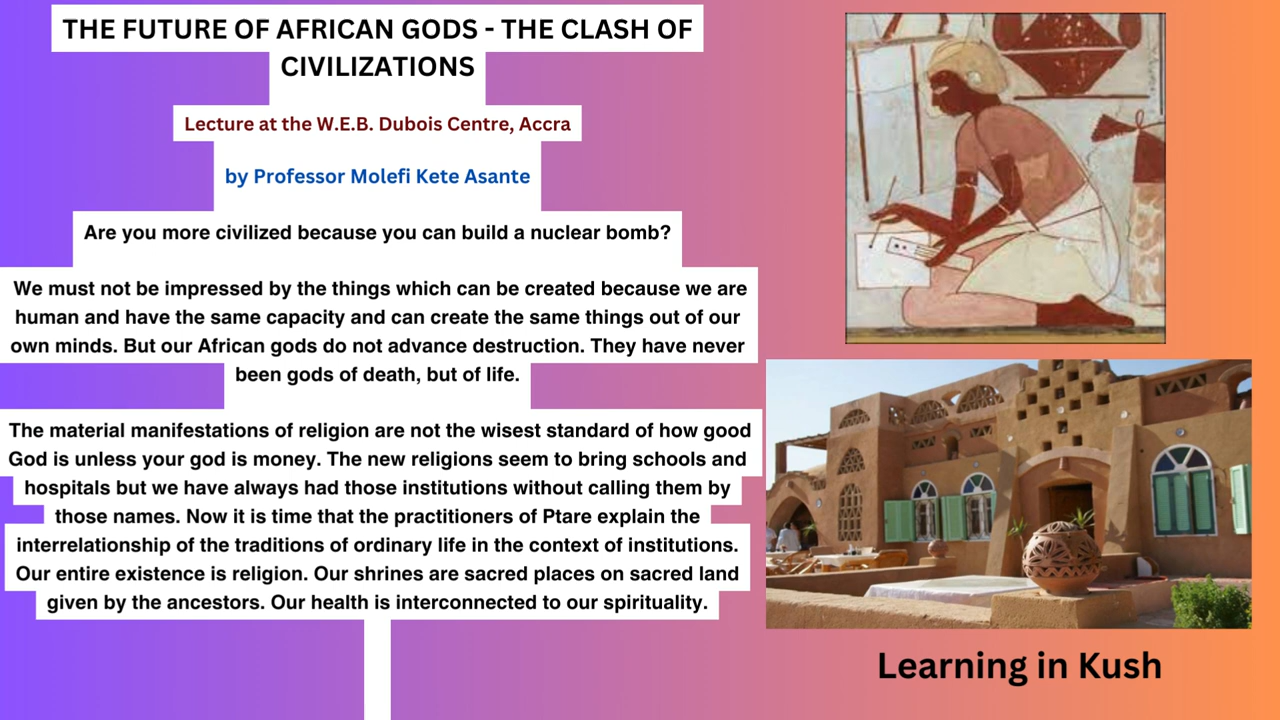 THE FUTURE OF AFRICAN GODS - THE CLASH OF
CIVILIZATIONS
Lecture at the W.E.B. Dubois Centre, Accra
by Professor Molefi Kete Asante
Are you more civilized because you can build a nuclear bomb?
We must not be impressed by the things which can be created because we are
human and have the same capacity and can create the same things out of our
own minds. But our African gods do not advance destruction. They have never
been gods of death, but of life.
The material manifestations of religion are not the wisest standard of how good
God is unless your god is money. The new religions seem to bring schools and
hospitals but we have always had those institutions without calling them by
those names. Now it is time that the practitioners of Ptare explain the
interrelationship of the traditions of ordinary life in the context of institutions.
Our entire existence is religion. Our shrines are sacred places on sacred land
given by the ancestors. Our health is interconnected to our spirituality.
Learning in Kush